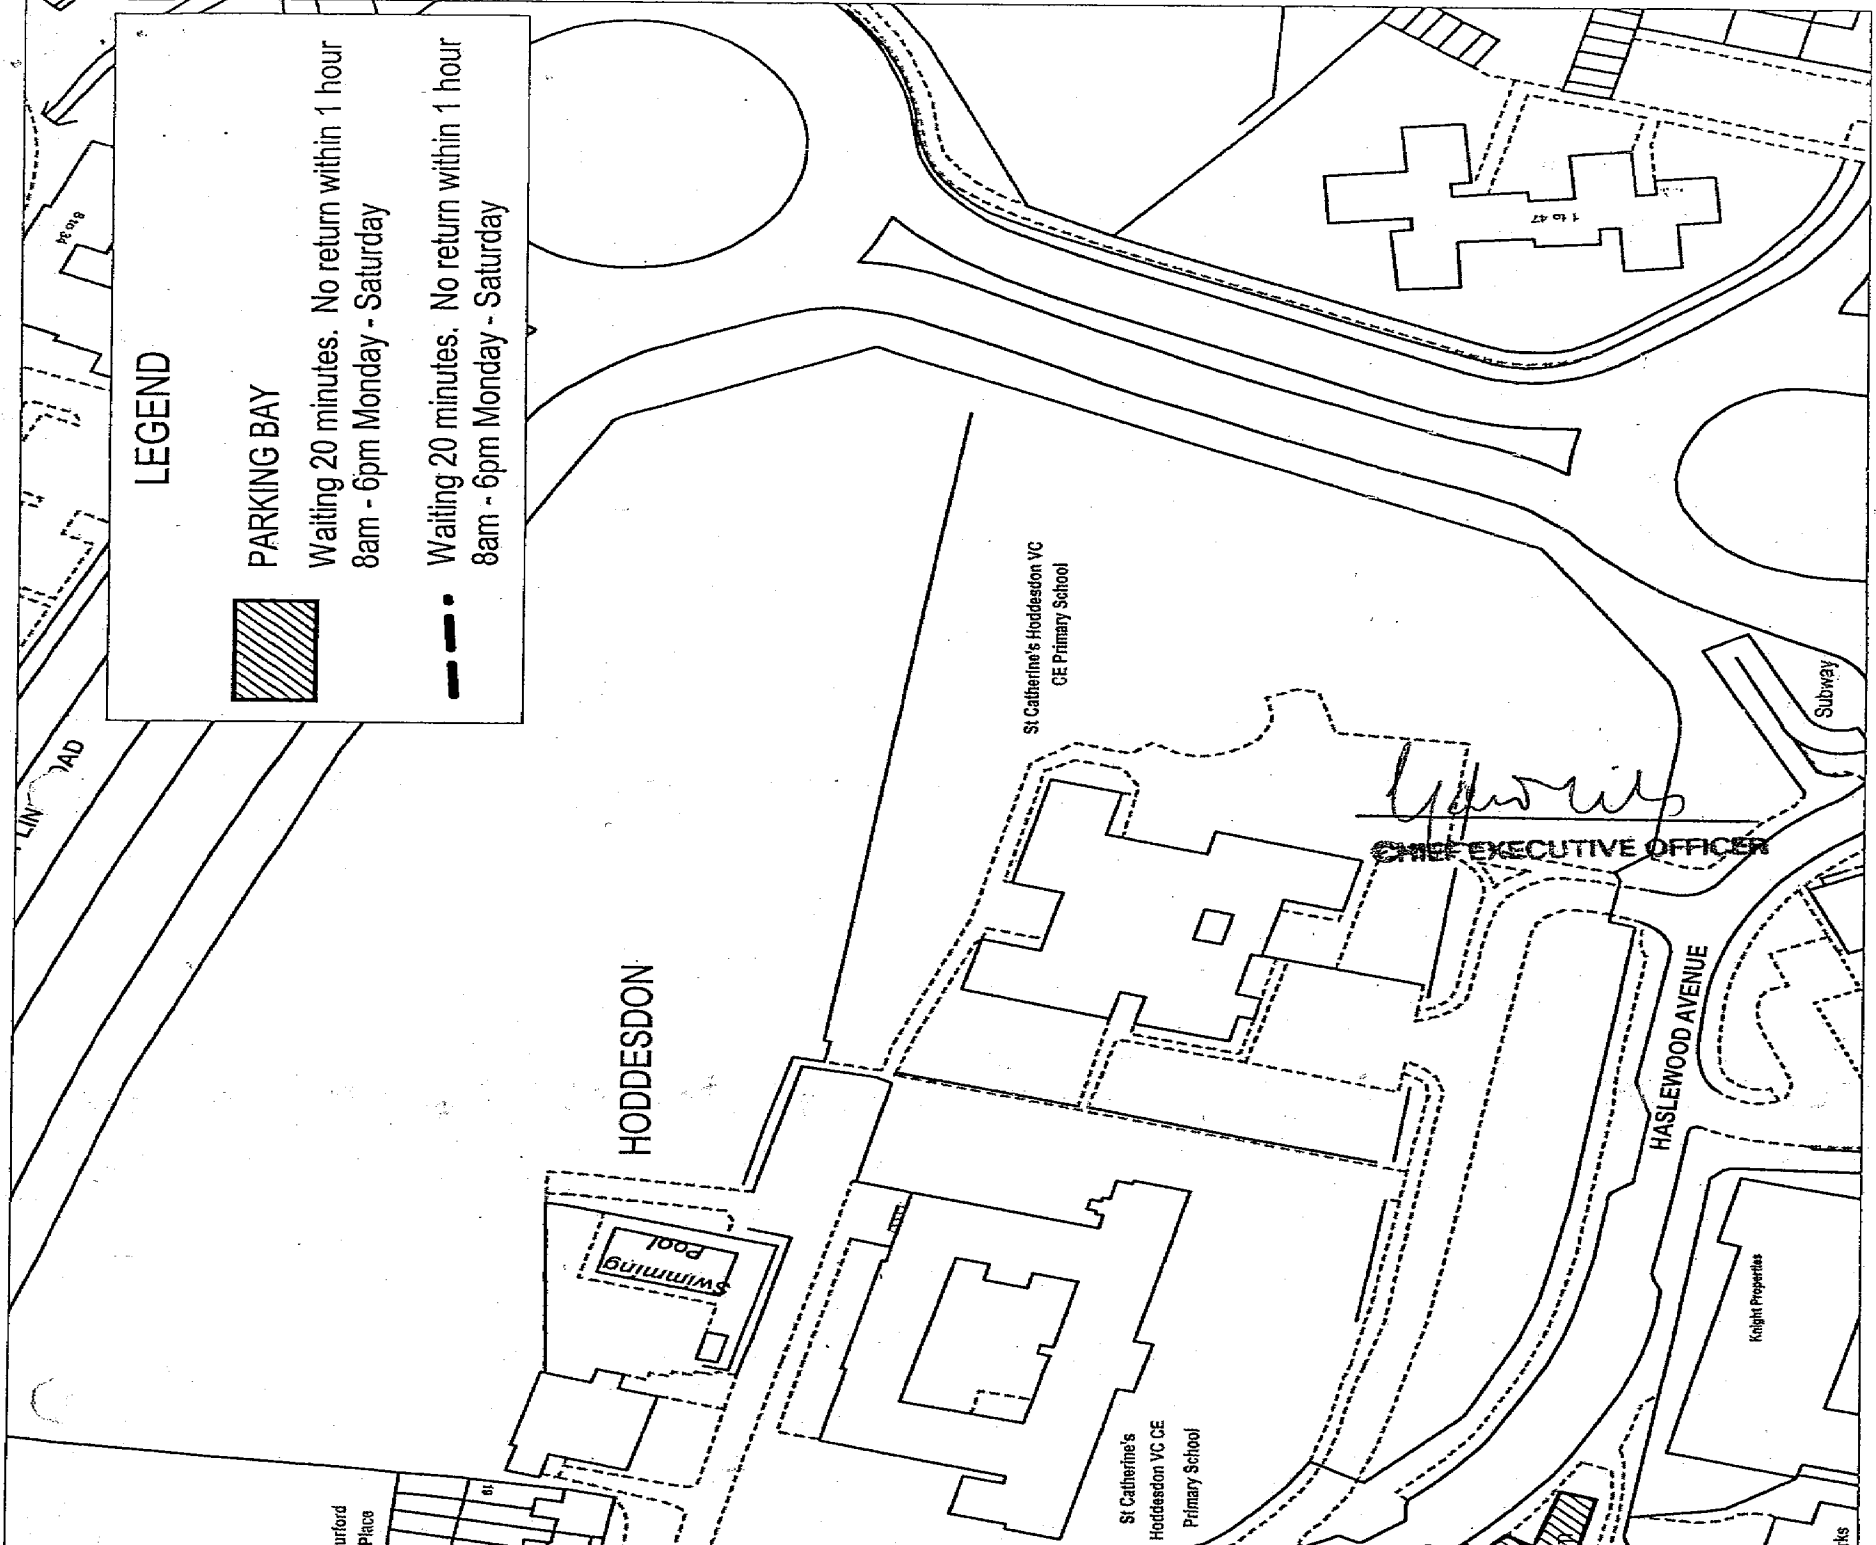 LEGEND
PARKING BAY
Waiting 20 minutes. No return within 1 hour
8am - 6pm Monday - Saturday
Waiting 20 minutes. No return within 1 hour
8am - 6pm Monday - Saturday
8 to 34
1 to 47
St Catherine's Hoddesdon VC
CE Primary School
Subway
CHIEF EXECUTIVE OFFICER
HODDESDON
HASLEWOOD AVENUE
Swimming
Pool
Knight Properties
St Catherine's
Hoddesdon VC CE
Primary School
urford
Place